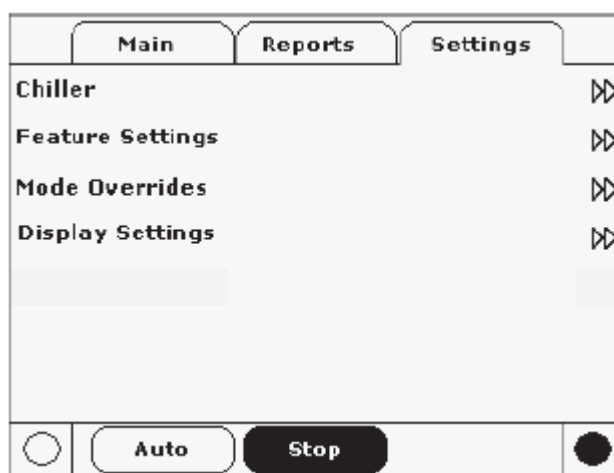 Main Reports Settings
Chiller
Feature Settings
Mode Overrides
Display Settings
Auto Stop